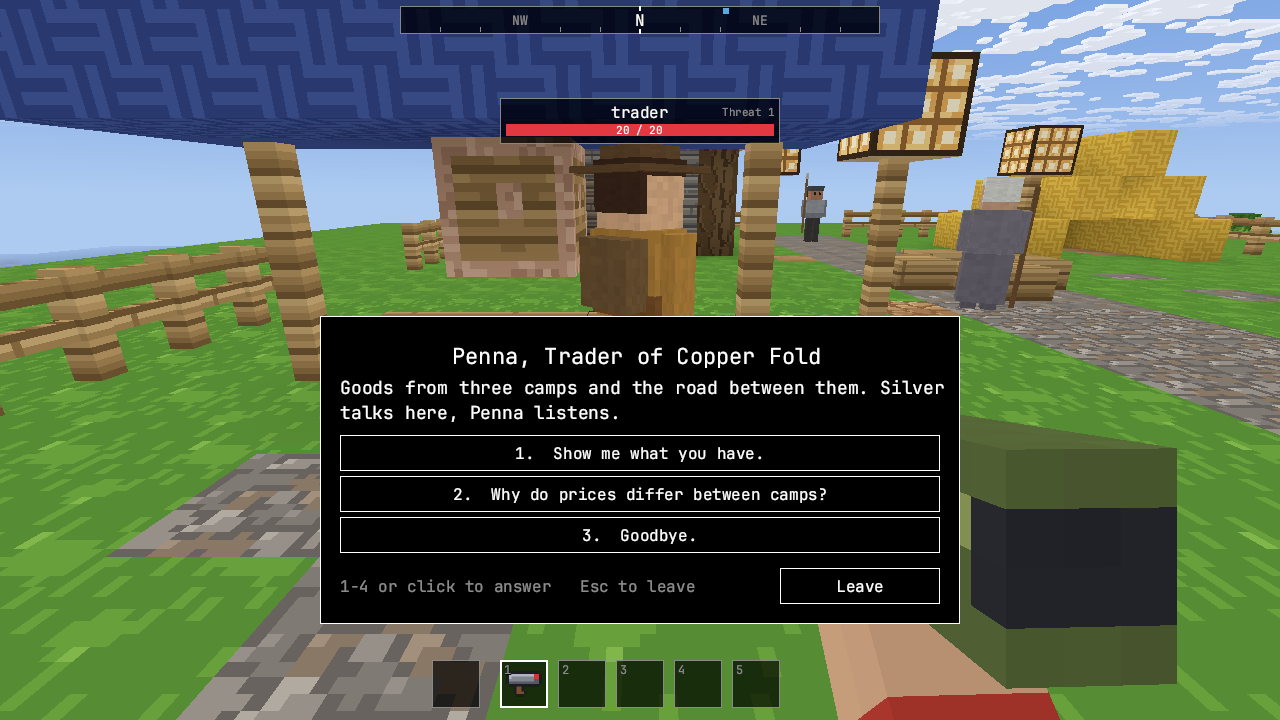 NW N NE
trader Threat 1
20 / 20
Penna, Trader of Copper Fold
Goods from three camps and the road between them. Silver
talks here, Penna listens.
1. Show me what you have.
2. Why do prices differ between camps?
3. Goodbye.
1-4 or click to answer Esc to leave Leave
1 2 3 4 5